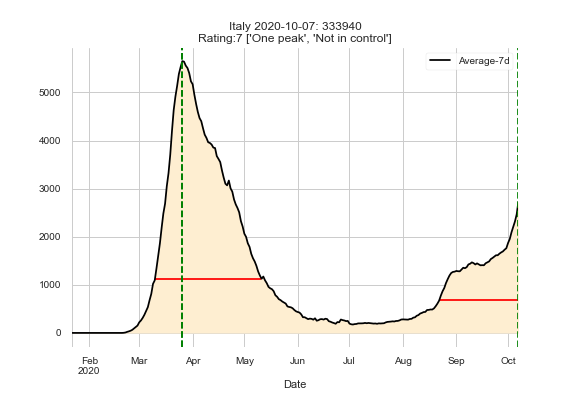 Italy 2020-10-07: 333940
Rating:7 ['One peak', 'Not in control']
Average-7d
5000
4000
3000
2000
1000
0
Feb Mar Apr May Jun Jul Aug Sep Oct
2020
Date